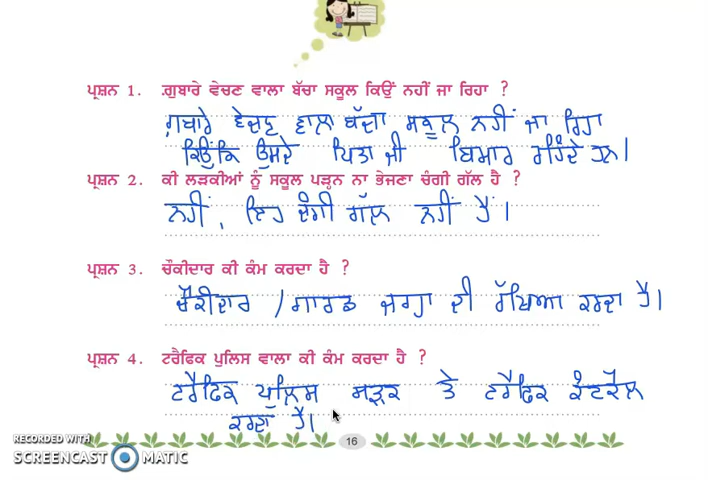 ਪ੍ਰਸ਼ਨ 1. ਗ਼ੁਬਾਰੇ ਵੇਚਣ ਵਾਲਾ ਬੱਚਾ ਸਕੂਲ ਕਿਉਂ ਨਹੀਂ ਜਾ ਰਿਹਾ ?
ਗ਼ੁਬਾਰੇ ਵੇਚਣ ਵਾਲਾ ਬੱਚਾ ਸਕੂਲ ਨਹੀਂ ਜਾ ਰਿਹਾ
ਕਿਉਂਕਿ ਉਸਦੇ ਪਿਤਾ ਜੀ ਬਿਮਾਰ ਰਹਿੰਦੇ ਹਨ।
ਪ੍ਰਸ਼ਨ 2. ਕੀ ਲੜਕੀਆਂ ਨੂੰ ਸਕੂਲ ਪੜ੍ਹਨ ਨਾ ਭੇਜਣਾ ਚੰਗੀ ਗੱਲ ਹੈ ?
ਨਹੀਂ, ਇਹ ਚੰਗੀ ਗੱਲ ਨਹੀਂ ਹੈ।
ਪ੍ਰਸ਼ਨ 3. ਚੌਕੀਦਾਰ ਕੀ ਕੰਮ ਕਰਦਾ ਹੈ ?
ਚੌਕੀਦਾਰ / ਗਾਰਡ ਜਗ੍ਹਾ ਦੀ ਰੱਖਿਆ ਕਰਦਾ ਹੈ।
ਪ੍ਰਸ਼ਨ 4. ਟਰੈਫਿਕ ਪੁਲਿਸ ਵਾਲਾ ਕੀ ਕੰਮ ਕਰਦਾ ਹੈ ?
ਟਰੈਫਿਕ ਪੁਲਿਸ ਸੜਕ ਤੇ ਟਰੈਫਿਕ ਕੰਟਰੋਲ
ਕਰਦਾ ਹੈ।
16
RECORDED WITH
SCREENCAST MATIC